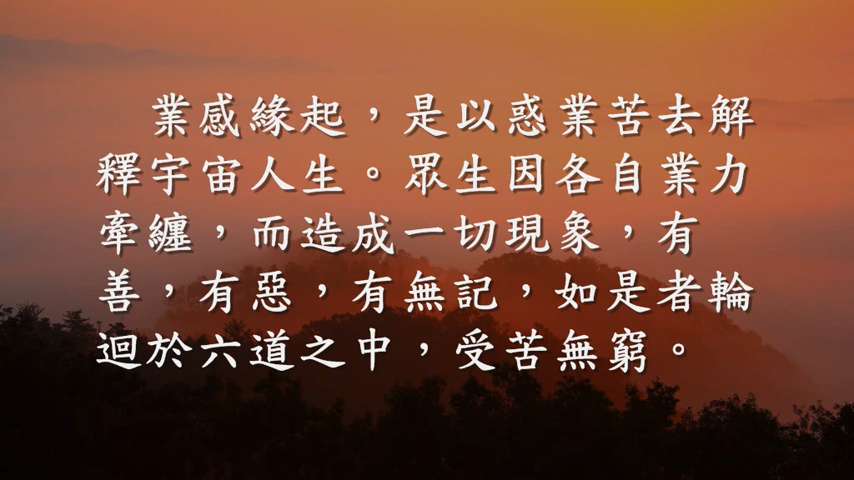 業感緣起，是以惑業苦去解
釋宇宙人生。眾生因各自業力
牽纏，而造成一切現象，有
善，有惡，有無記，如是者輪
迴於六道之中，受苦無窮。